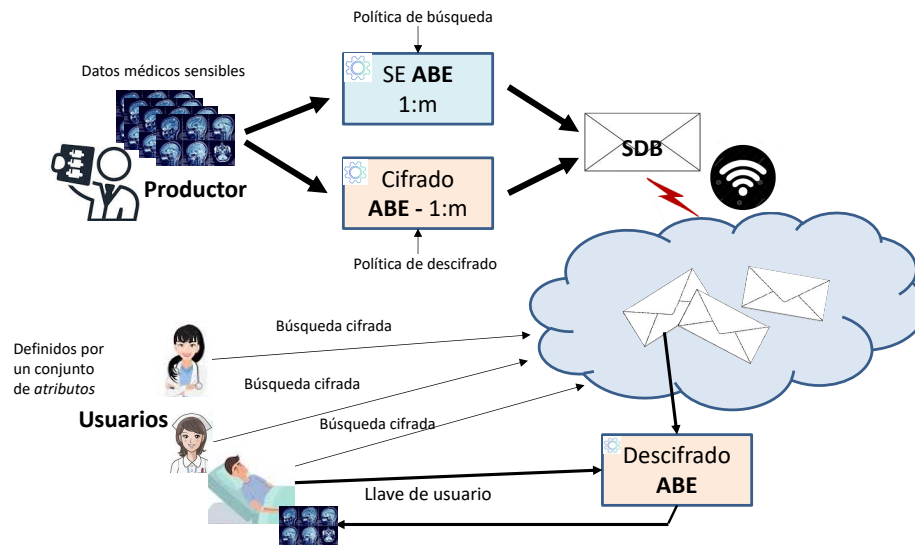 Política de búsqueda
Datos médicos sensibles
SE ABE
1:m
SDB
Productor
Cifrado
ABE - 1:m
Política de descifrado
Búsqueda cifrada
Definidos por
un conjunto
de atributos
Búsqueda cifrada
Usuarios
Búsqueda cifrada
Descifrado
ABE
Llave de usuario